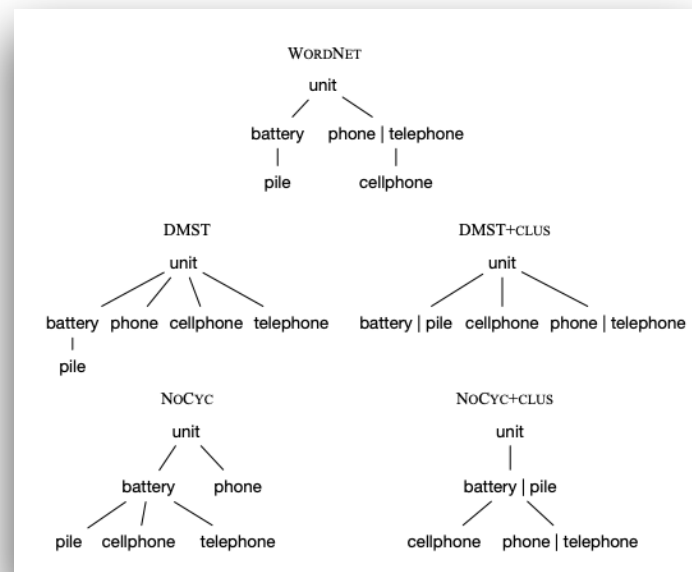 WORDNET
unit
battery phone | telephone
pile cellphone
DMST
unit
battery phone cellphone telephone
pile
DMST+CLUS
unit
battery | pile cellphone phone | telephone
NOCYC
unit
battery phone
pile cellphone telephone
NOCYC+CLUS
unit
battery | pile
cellphone phone | telephone